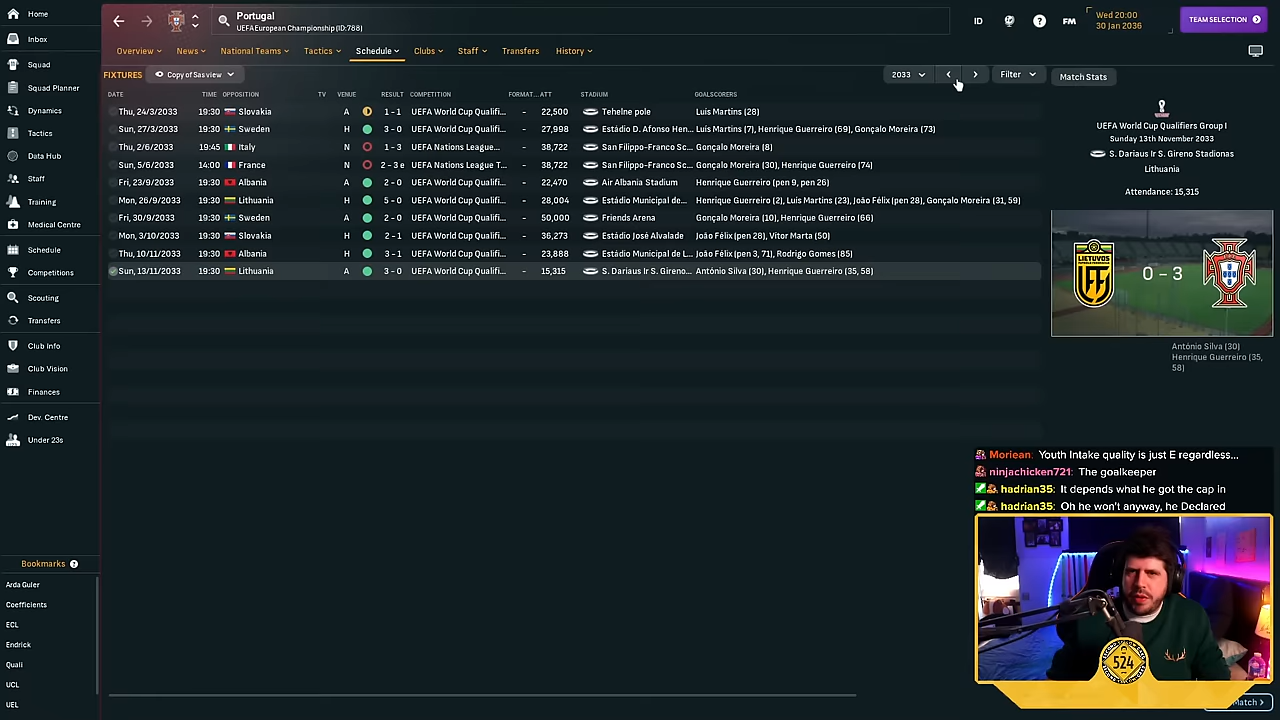 Home
Portugal
UEFA European Championship (ID:788)
ID
FM
Wed 20:00
30 Jan 2036
TEAM SELECTION
Inbox
Overview
News
National Teams
Tactics
Schedule
Clubs
Staff
Transfers
History
Squad
FIXTURES
Copy of Sas view
2033
Filter
Match Stats
Squad Planner
DATE TIME OPPOSITION TV VENUE RESULT COMPETITION FORMAT... ATT STADIUM GOALSCORERS
Thu, 24/3/2033 19:30 Slovakia A 1 - 1 UEFA World Cup Qualifi... - 22,500 Tehelne pole Luís Martins (28)
Sun, 27/3/2033 19:30 Sweden H 3 - 0 UEFA World Cup Qualifi... - 27,998 Estádio D. Afonso Hen... Luís Martins (7), Henrique Guerreiro (69), Gonçalo Moreira (73)
Thu, 2/6/2033 19:45 Italy N 1 - 3 UEFA Nations League... - 38,722 San Filippo-Franco Sc... Gonçalo Moreira (8)
Sun, 5/6/2033 14:00 France N 2 - 3 e UEFA Nations League T... - 38,722 San Filippo-Franco Sc... Gonçalo Moreira (30), Henrique Guerreiro (74)
Fri, 23/9/2033 19:30 Albania A 2 - 0 UEFA World Cup Qualifi... - 22,470 Air Albania Stadium Henrique Guerreiro (pen 9, pen 26)
Mon, 26/9/2033 19:30 Lithuania H 5 - 0 UEFA World Cup Qualifi... - 28,004 Estádio Municipal de... Henrique Guerreiro (2), Luís Martins (23), João Félix (pen 28), Gonçalo Moreira (31, 59)
Fri, 30/9/2033 19:30 Sweden A 2 - 0 UEFA World Cup Qualifi... - 50,000 Friends Arena Gonçalo Moreira (10), Henrique Guerreiro (66)
Mon, 3/10/2033 19:30 Slovakia H 2 - 1 UEFA World Cup Qualifi... - 36,273 Estádio José Alvalade João Félix (pen 28), Vítor Marta (50)
Thu, 10/11/2033 19:30 Albania H 3 - 1 UEFA World Cup Qualifi... - 23,888 Estádio Municipal de L... João Félix (pen 3, 71), Rodrigo Gomes (85)
Sun, 13/11/2033 19:30 Lithuania A 3 - 0 UEFA World Cup Qualifi... - 15,315 S. Dariaus Ir S. Gireno... António Silva (30), Henrique Guerreiro (35, 58)
Dynamics
Tactics
Data Hub
Staff
Training
Medical Centre
Schedule
Competitions
Scouting
Transfers
Club Info
Club Vision
Finances
Dev. Centre
Under 23s
UEFA World Cup Qualifiers Group I
Sunday 13th November 2033
S. Dariaus Ir S. Gireno Stadionas
Lithuania
Attendance: 15,315
LFF
LIETUVOS
0 - 3
António Silva (30)
Henrique Guerreiro (35,
58)
Moriean: Youth Intake quality is just E regardless...
ninjachicken721: The goalkeeper
hadrian35: It depends what he got the cap in
hadrian35: Oh he won't anyway, he Declared
524
Match
Bookmarks
Arda Guler
Coefficients
ECL
Endrick
Quali
UCL
UEL